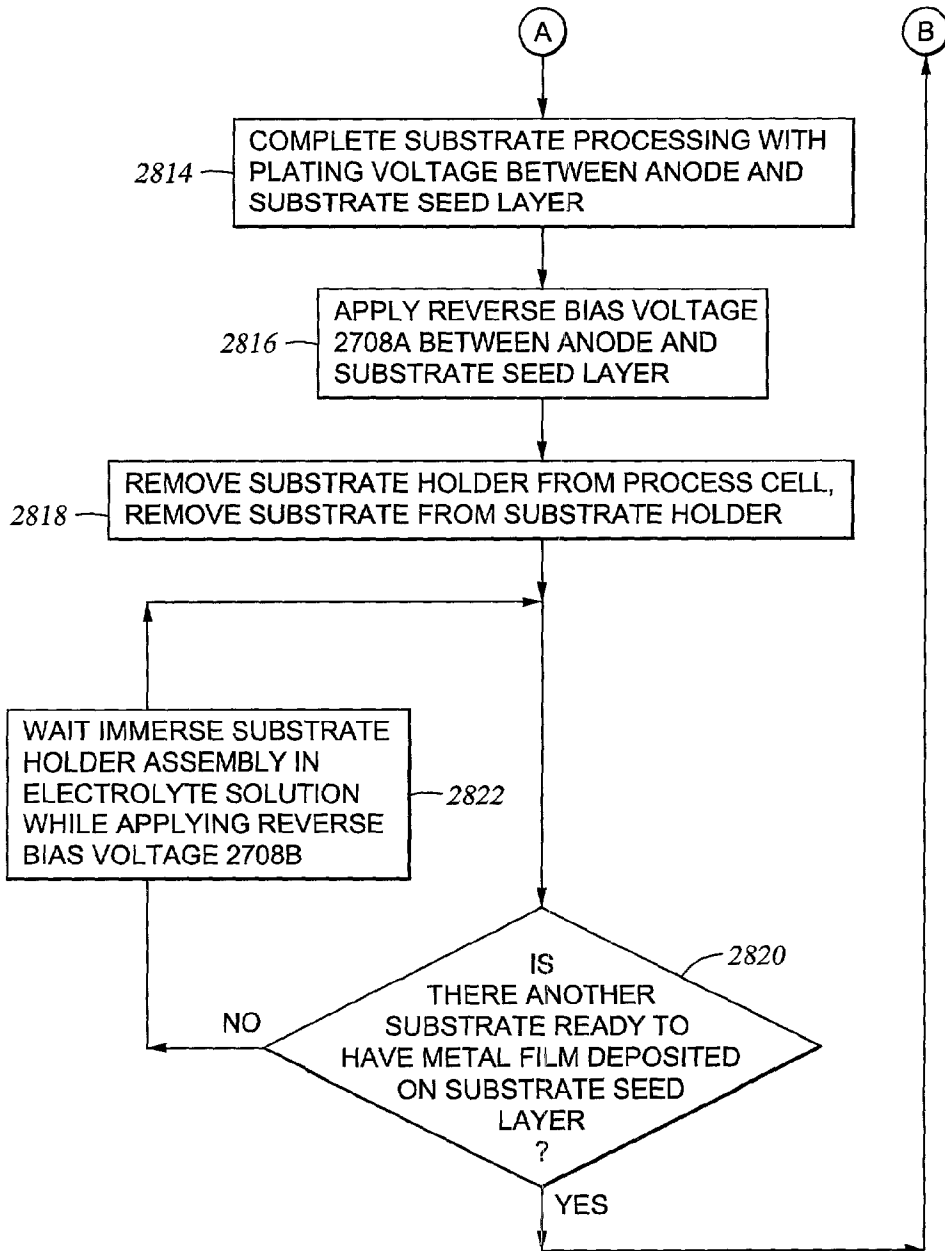 A
B
COMPLETE SUBSTRATE PROCESSING WITH
PLATING VOLTAGE BETWEEN ANODE AND
SUBSTRATE SEED LAYER
2814
APPLY REVERSE BIAS VOLTAGE
2708A BETWEEN ANODE AND
SUBSTRATE SEED LAYER
2816
REMOVE SUBSTRATE HOLDER FROM PROCESS CELL,
REMOVE SUBSTRATE FROM SUBSTRATE HOLDER
2818
WAIT IMMERSE SUBSTRATE
HOLDER ASSEMBLY IN
ELECTROLYTE SOLUTION
WHILE APPLYING REVERSE
BIAS VOLTAGE 2708B
2822
2820
IS
THERE ANOTHER
SUBSTRATE READY TO
HAVE METAL FILM DEPOSITED
ON SUBSTRATE SEED
LAYER
?
NO
YES